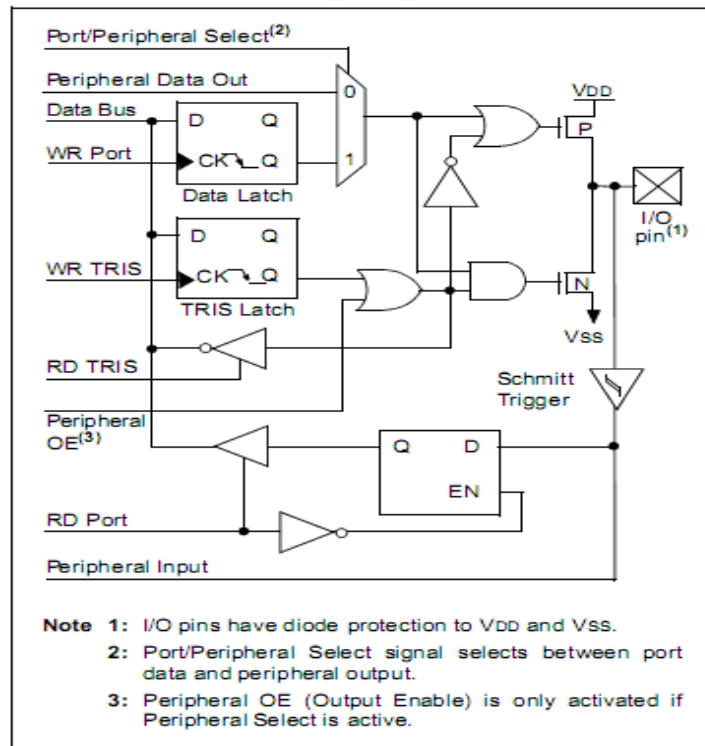 Port/Peripheral Select(2)
Peripheral Data Out
Data Bus
WR Port
D Q
CK Q
Data Latch
0
1
VDD
P
I/O
pin(1)
WR TRIS
D Q
CK Q
TRIS Latch
N
VSS
RD TRIS
Schmitt
Trigger
Peripheral
OE(3)
Q D
EN
RD Port
Peripheral Input
Note 1: I/O pins have diode protection to VDD and VSS.
2: Port/Peripheral Select signal selects between port
data and peripheral output.
3: Peripheral OE (Output Enable) is only activated if
Peripheral Select is active.